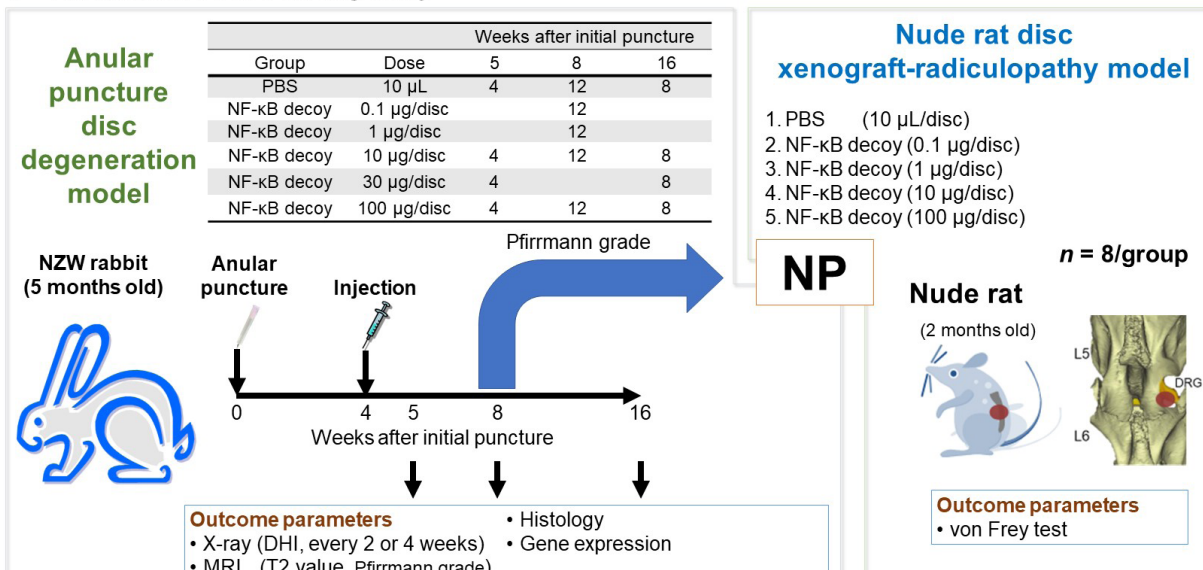 Anular
puncture
disc
degeneration
model
Weeks after initial puncture
Group Dose 5 8 16
PBS 10 µL 4 12 8
NF-κB decoy 0.1 µg/disc 12
NF-κB decoy 1 µg/disc 12
NF-κB decoy 10 µg/disc 4 12 8
NF-κB decoy 30 µg/disc 4 8
NF-κB decoy 100 µg/disc 4 12 8
NZW rabbit
(5 months old)
Anular
puncture
Injection
Pfirrmann grade
0 4 5 8 16
Weeks after initial puncture
Outcome parameters
• X-ray (DHI, every 2 or 4 weeks)
• MRI (T2 value, Pfirrmann grade)
• Histology
• Gene expression
NP
Nude rat disc
xenograft-radiculopathy model
1. PBS (10 µL/disc)
2. NF-κB decoy (0.1 µg/disc)
3. NF-κB decoy (1 µg/disc)
4. NF-κB decoy (10 µg/disc)
5. NF-κB decoy (100 µg/disc)
n = 8/group
Nude rat
(2 months old)
L5
DRG
L6
Outcome parameters
• von Frey test